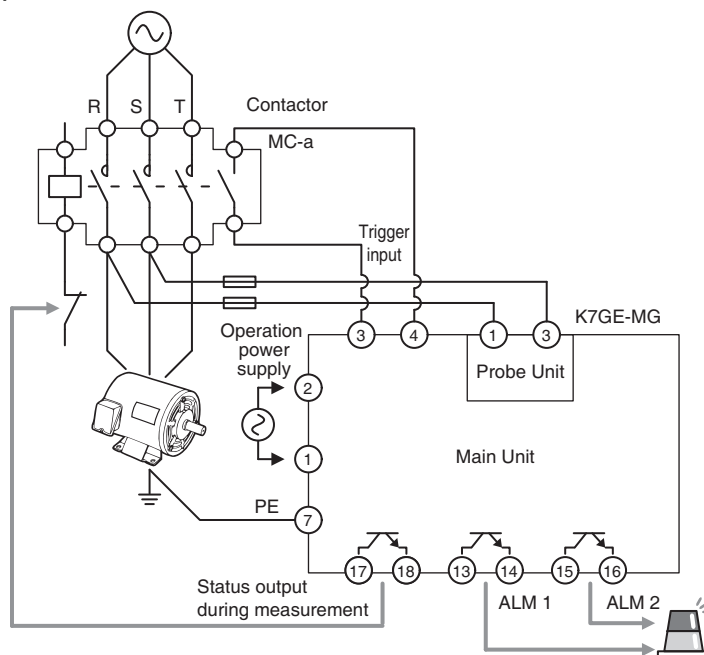 R S T
Contactor
MC-a
Trigger
input
3 4 1 3
K7GE-MG
Operation
power
supply
Probe Unit
2
1
Main Unit
PE
7
17 18 13 14 15 16
Status output
during measurement
ALM 1
ALM 2